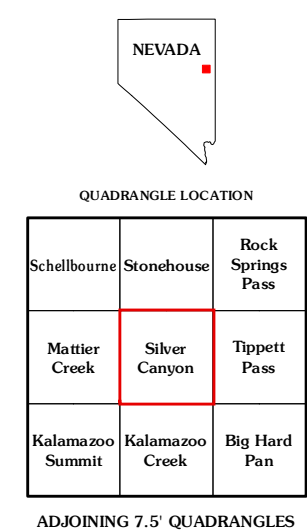 NEVADA
QUADRANGLE LOCATION
Schellbourne
Stonehouse
Rock
Springs
Pass
Mattier
Creek
Silver
Canyon
Tippett
Pass
Kalamazoo
Summit
Kalamazoo
Creek
Big Hard
Pan
ADJOINING 7.5' QUADRANGLES